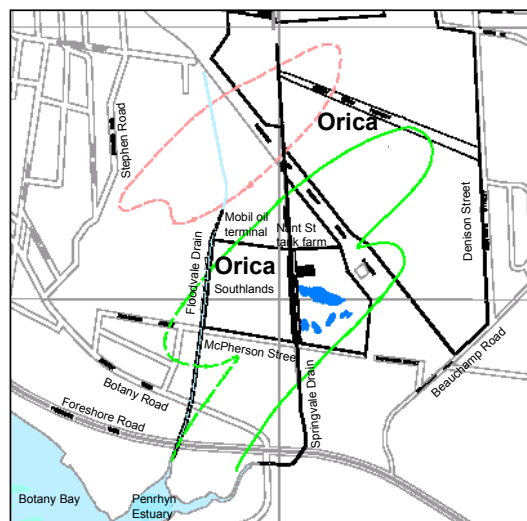 Orica
Stephen Road
Denison Street
Mobil oil
terminal
Nant St
tank farm
Orica
Southlands
Floodvale Drain
McPherson Street
Springvale Drain
Beauchamp Road
Botany Road
Foreshore Road
Botany Bay
Penrhyn
Estuary